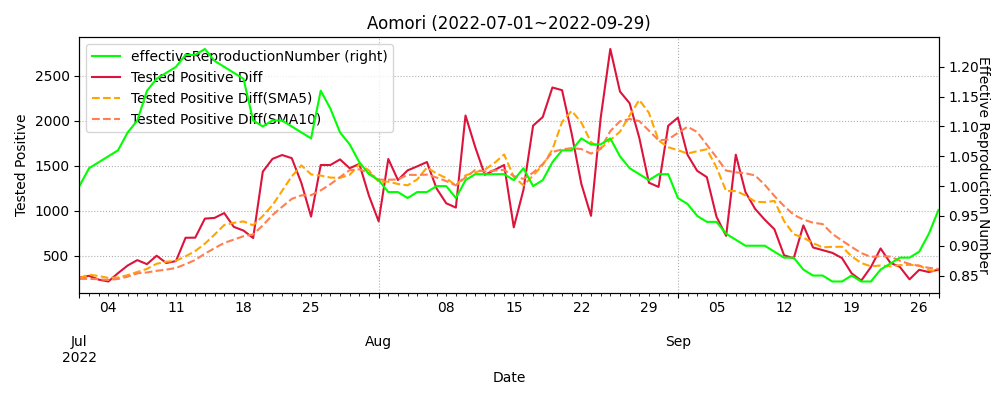 Aomori (2022-07-01~2022-09-29)
effectiveReproductionNumber (right)
Tested Positive Diff
Tested Positive Diff(SMA5)
Tested Positive Diff(SMA10)
Tested Positive
2500
2000
1500
1000
500
1.20
1.15
1.10
1.05
1.00
0.95
0.90
0.85
Effective Reproduction Number
04 11 18 25 08 15 22 29 05 12 19 26
Jul Aug Sep
2022
Date